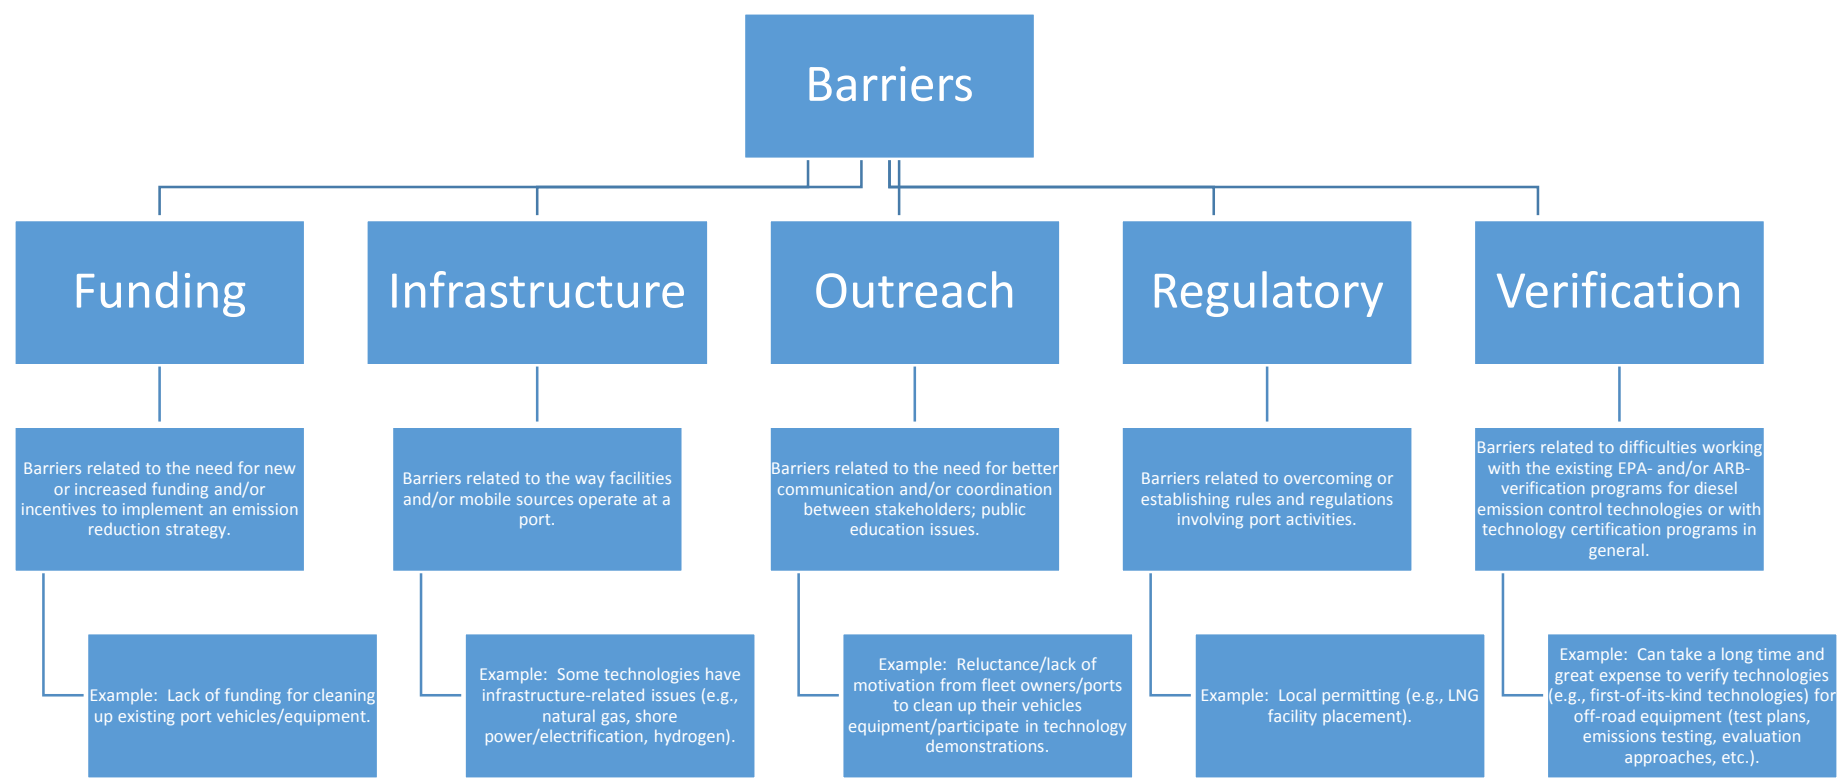 Barriers
Funding
Infrastructure
Outreach
Regulatory
Verification
Barriers related to the need for new
or increased funding and/or
incentives to implement an emission
reduction strategy.
Barriers related to the way facilities
and/or mobile sources operate at a
port.
Barriers related to the need for better
communication and/or coordination
between stakeholders; public
education issues.
Barriers related to overcoming or
establishing rules and regulations
involving port activities.
Barriers related to difficulties working
with the existing EPA- and/or ARB-
verification programs for diesel
emission control technologies or with
technology certification programs in
general.
Example:  Lack of funding for cleaning
up existing port vehicles/equipment.
Example:  Some technologies have
infrastructure-related issues (e.g.,
natural gas, shore
power/electrification, hydrogen).
Example:  Reluctance/lack of
motivation from fleet owners/ports
to clean up their vehicles
equipment/participate in technology
demonstrations.
Example:  Local permitting (e.g., LNG
facility placement).
Example:  Can take a long time and
great expense to verify technologies
(e.g., first-of-its-kind technologies) for
off-road equipment (test plans,
emissions testing, evaluation
approaches, etc.).